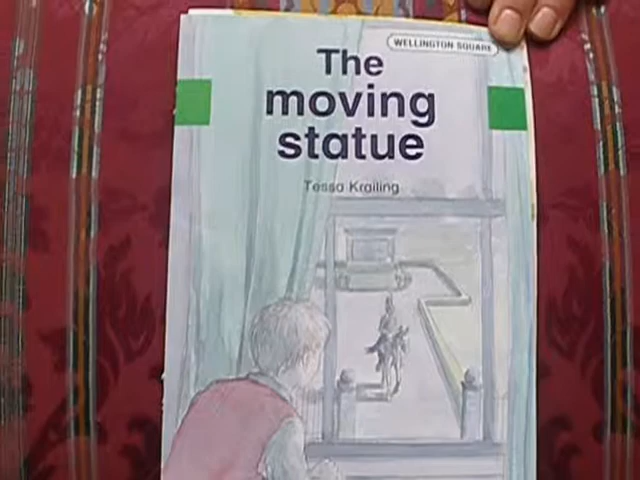 WELLINGTON SQUARE
The
moving
statue
Tessa Krailing